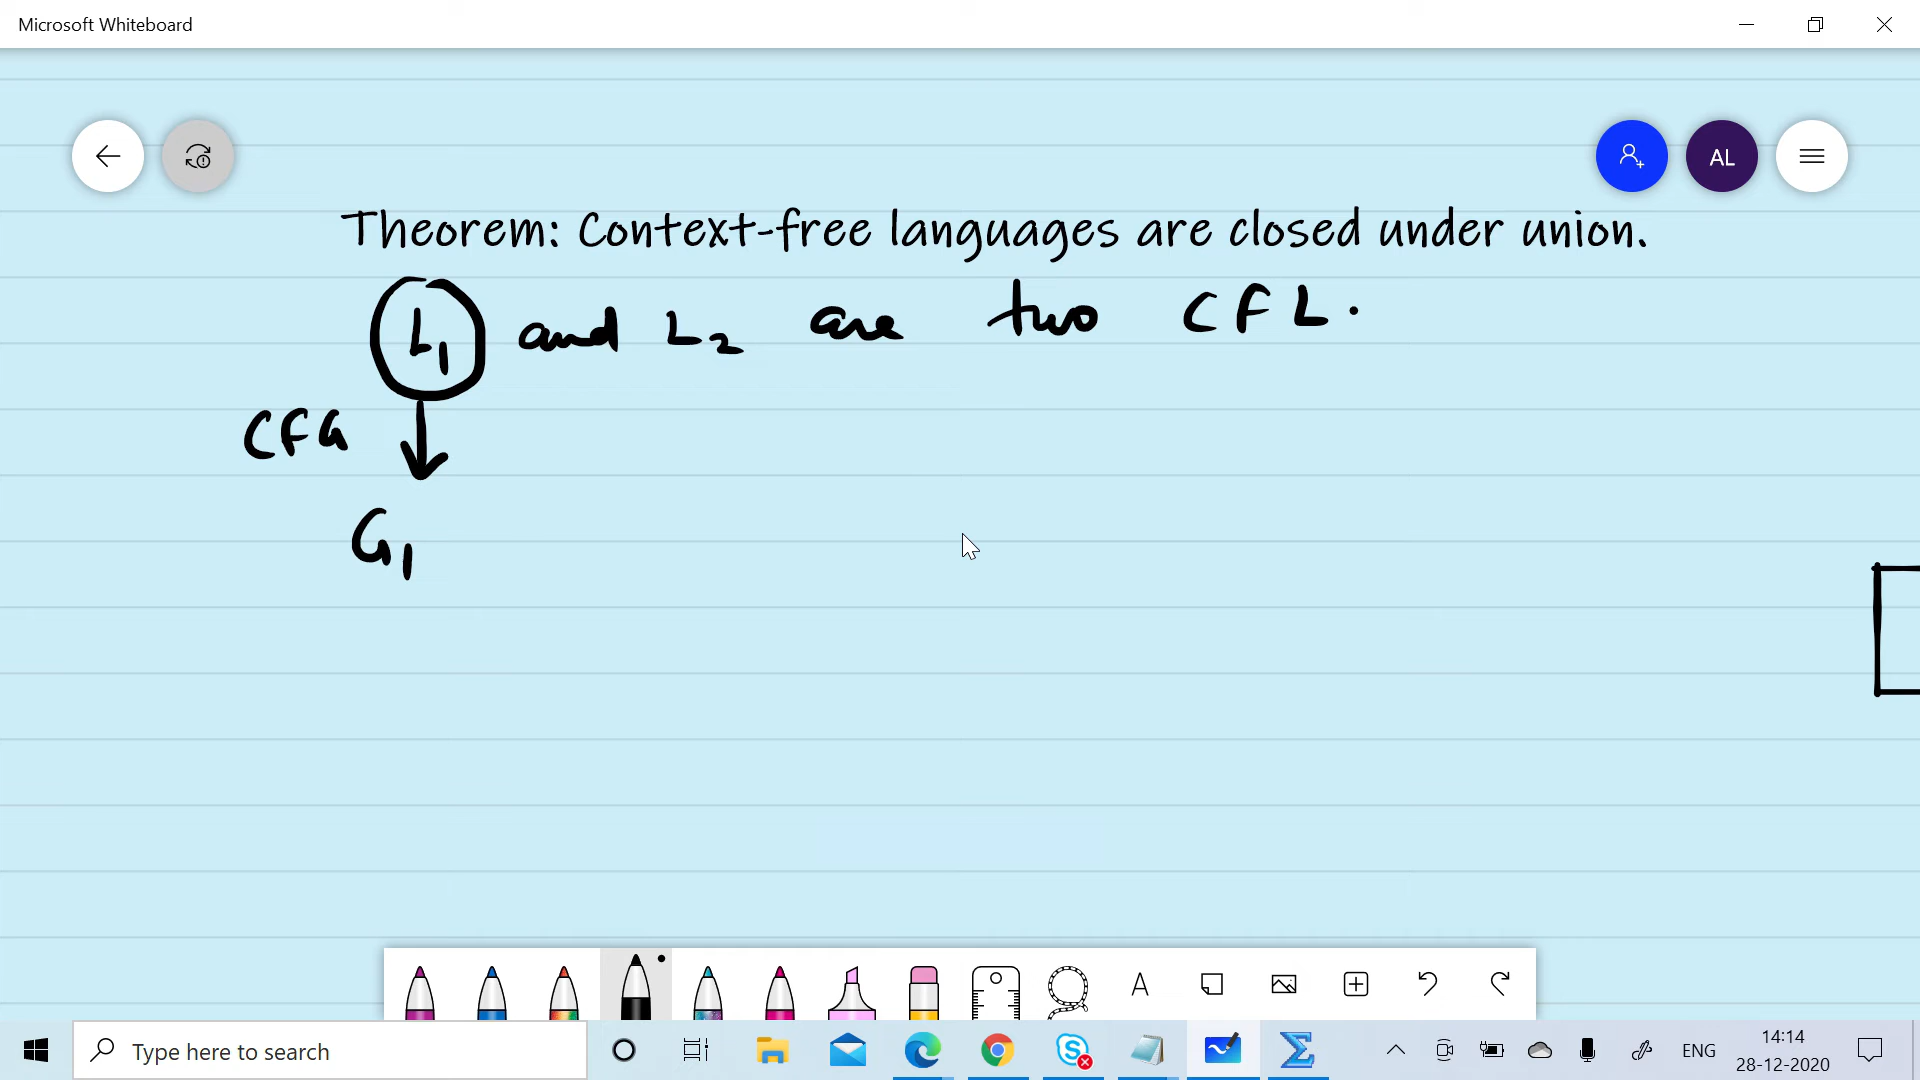 Microsoft Whiteboard
AL
Theorem: Context-free languages are closed under union.
L1 and L2 are two CFL.
CFG
G1
A
Type here to search
ENG
14:14
28-12-2020